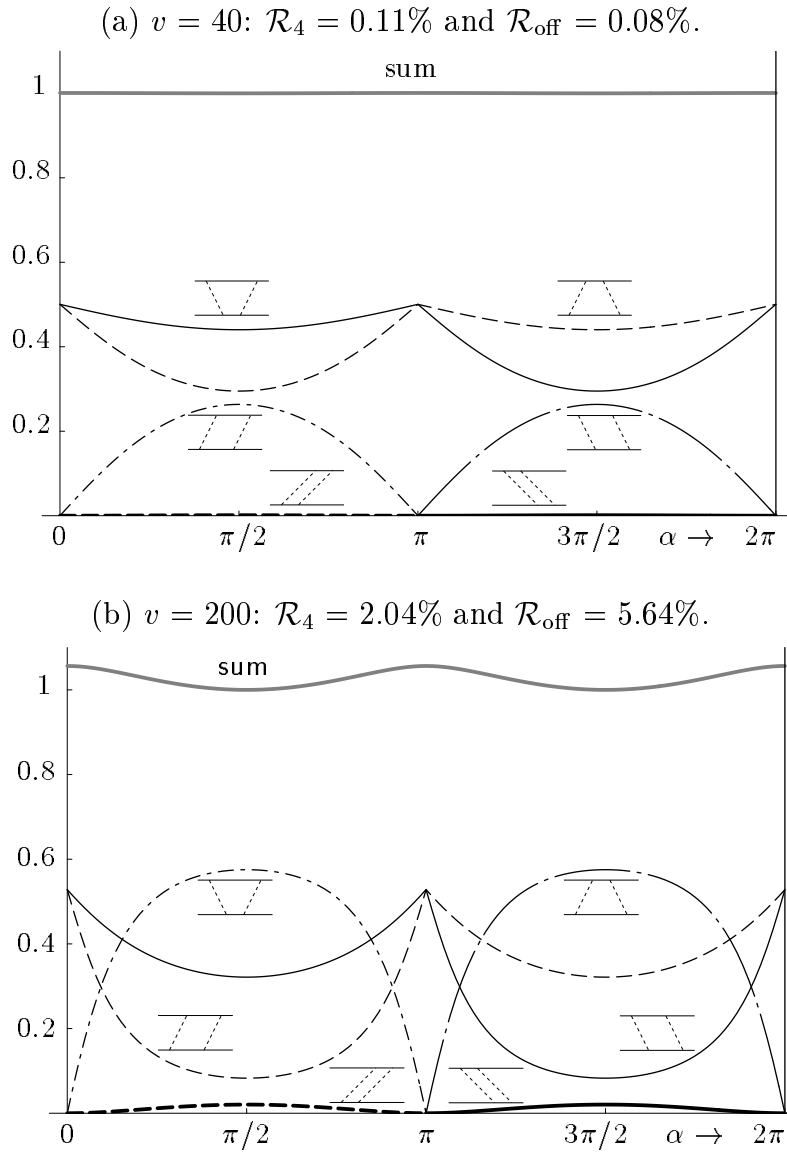 (a) v = 40: ℛ₄ = 0.11% and ℛ_off = 0.08%.
sum
1
0.8
0.6
0.4
0.2
0 π/2 π 3π/2 α → 2π
(b) v = 200: ℛ₄ = 2.04% and ℛ_off = 5.64%.
sum
1
0.8
0.6
0.4
0.2
0 π/2 π 3π/2 α → 2π